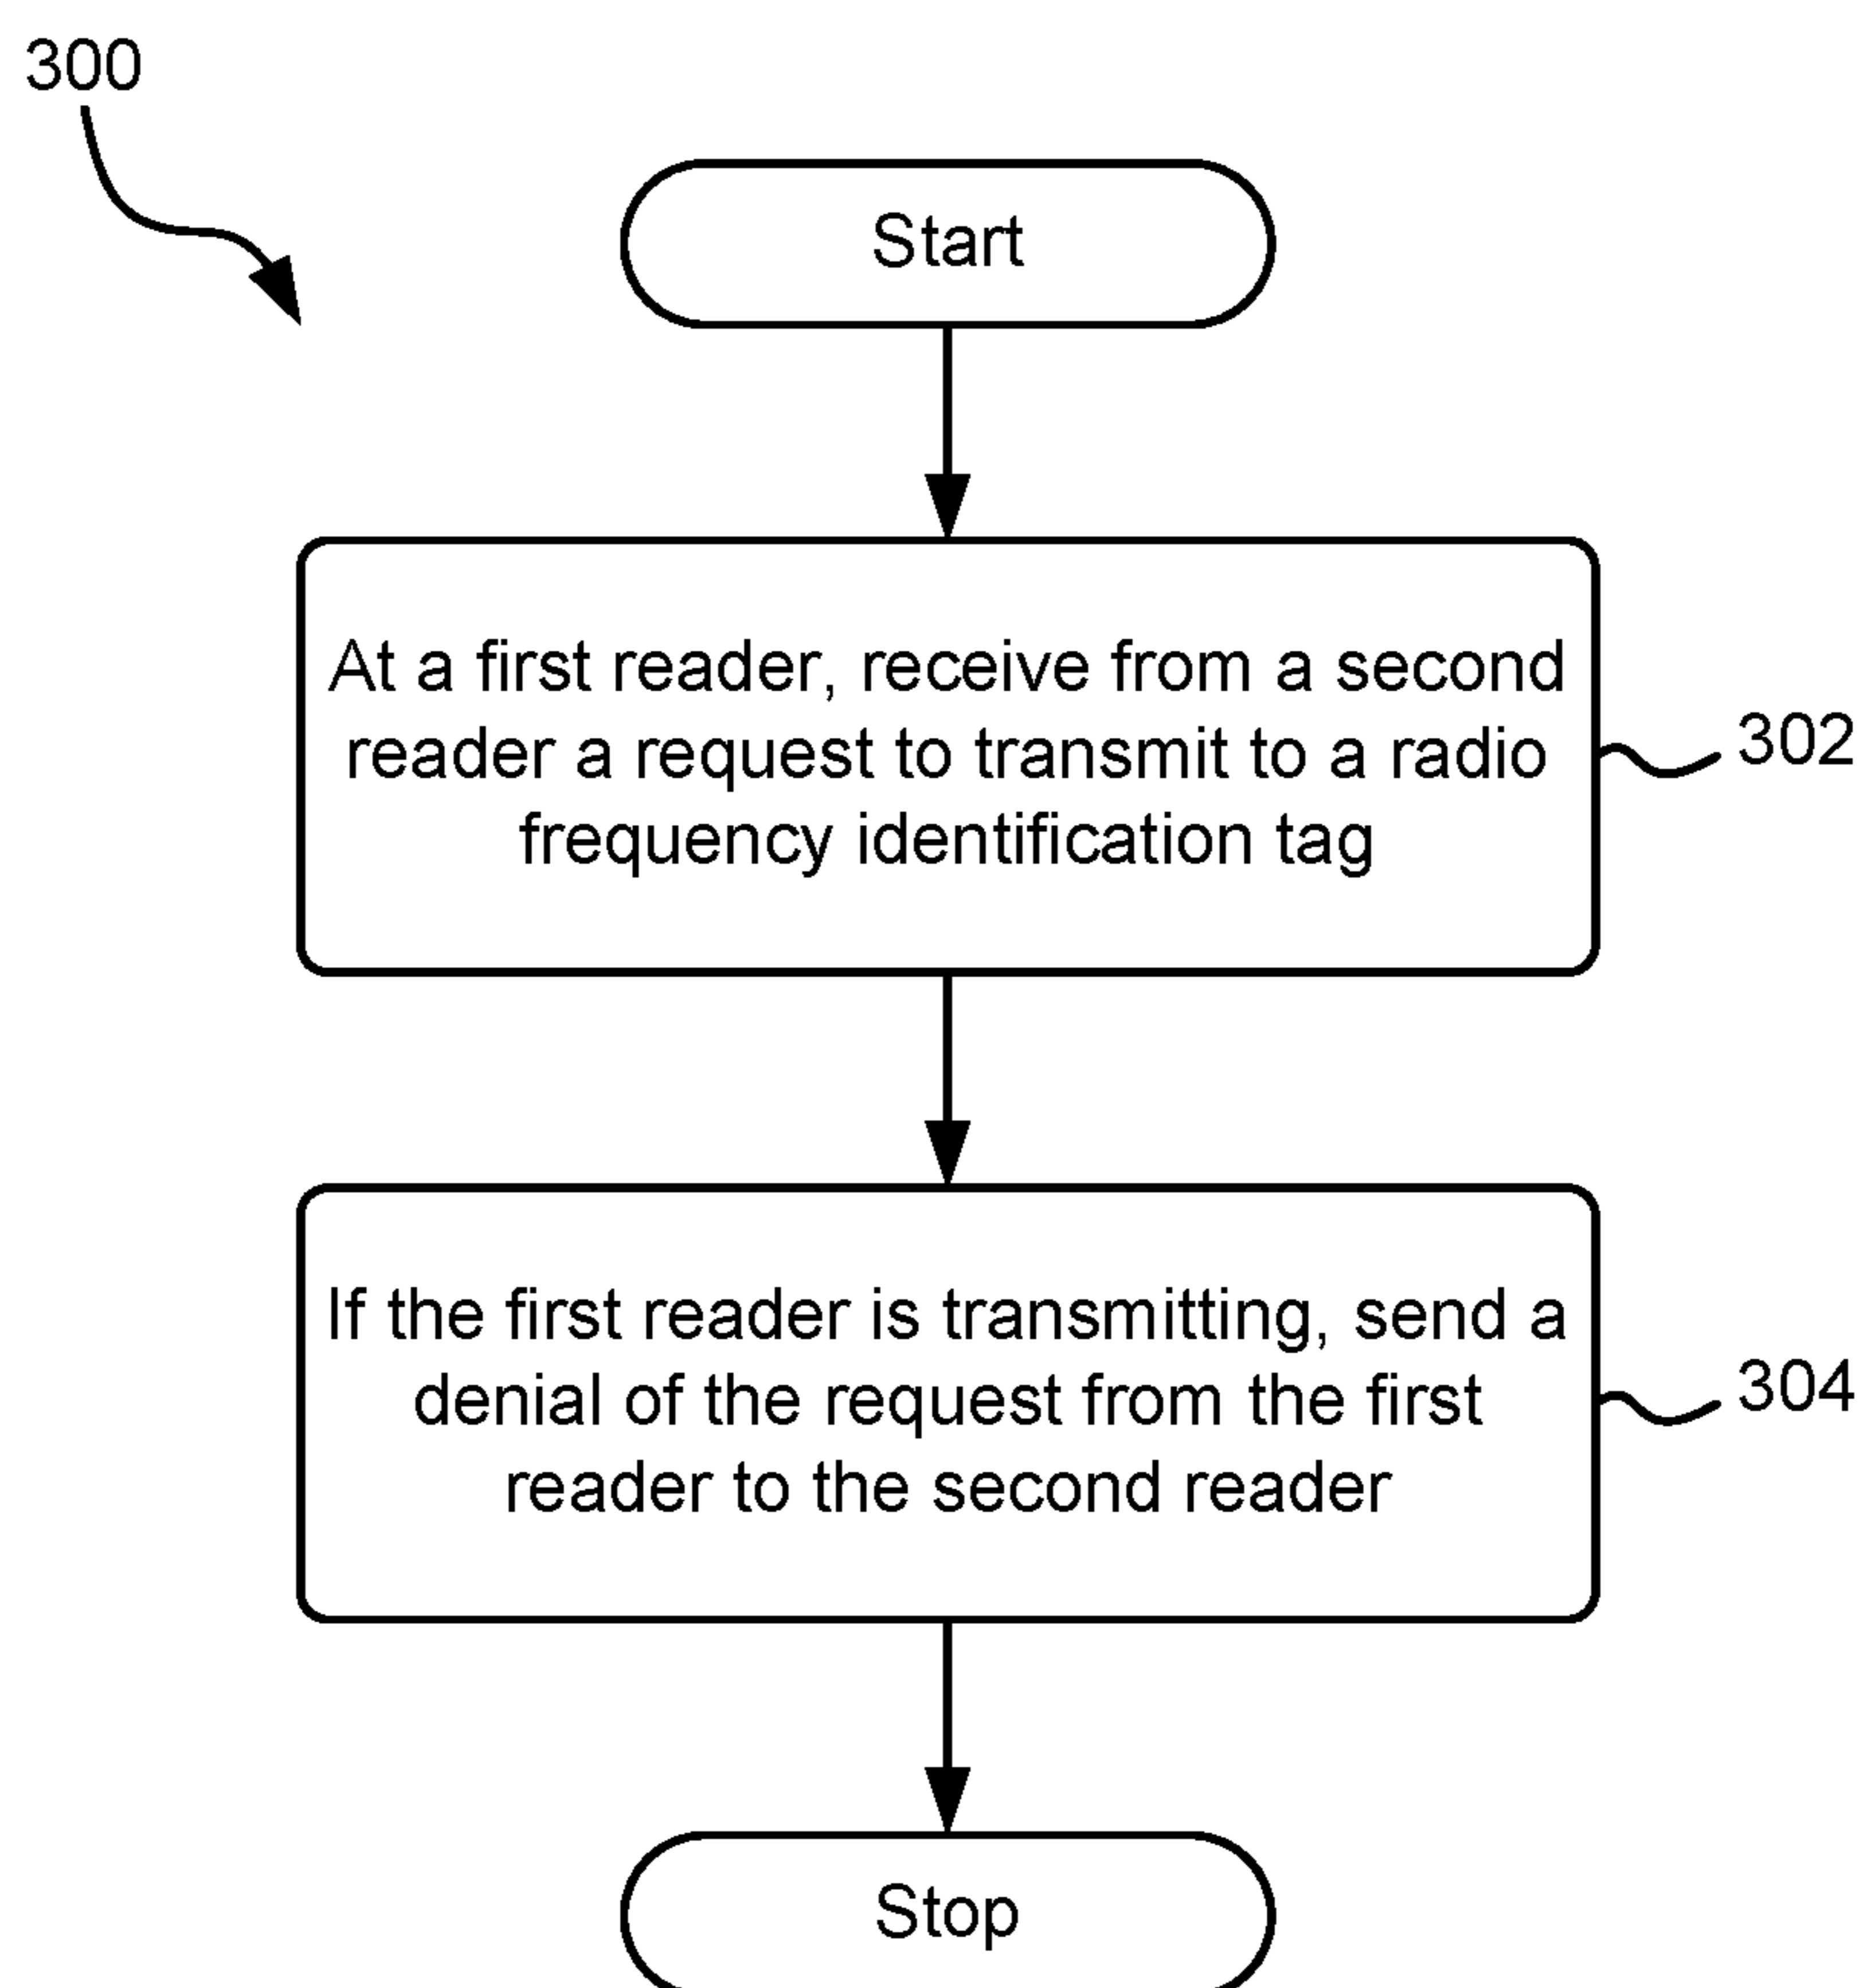 300
Start
At a first reader, receive from a second
reader a request to transmit to a radio
frequency identification tag
302
If the first reader is transmitting, send a
denial of the request from the first
reader to the second reader
304
Stop